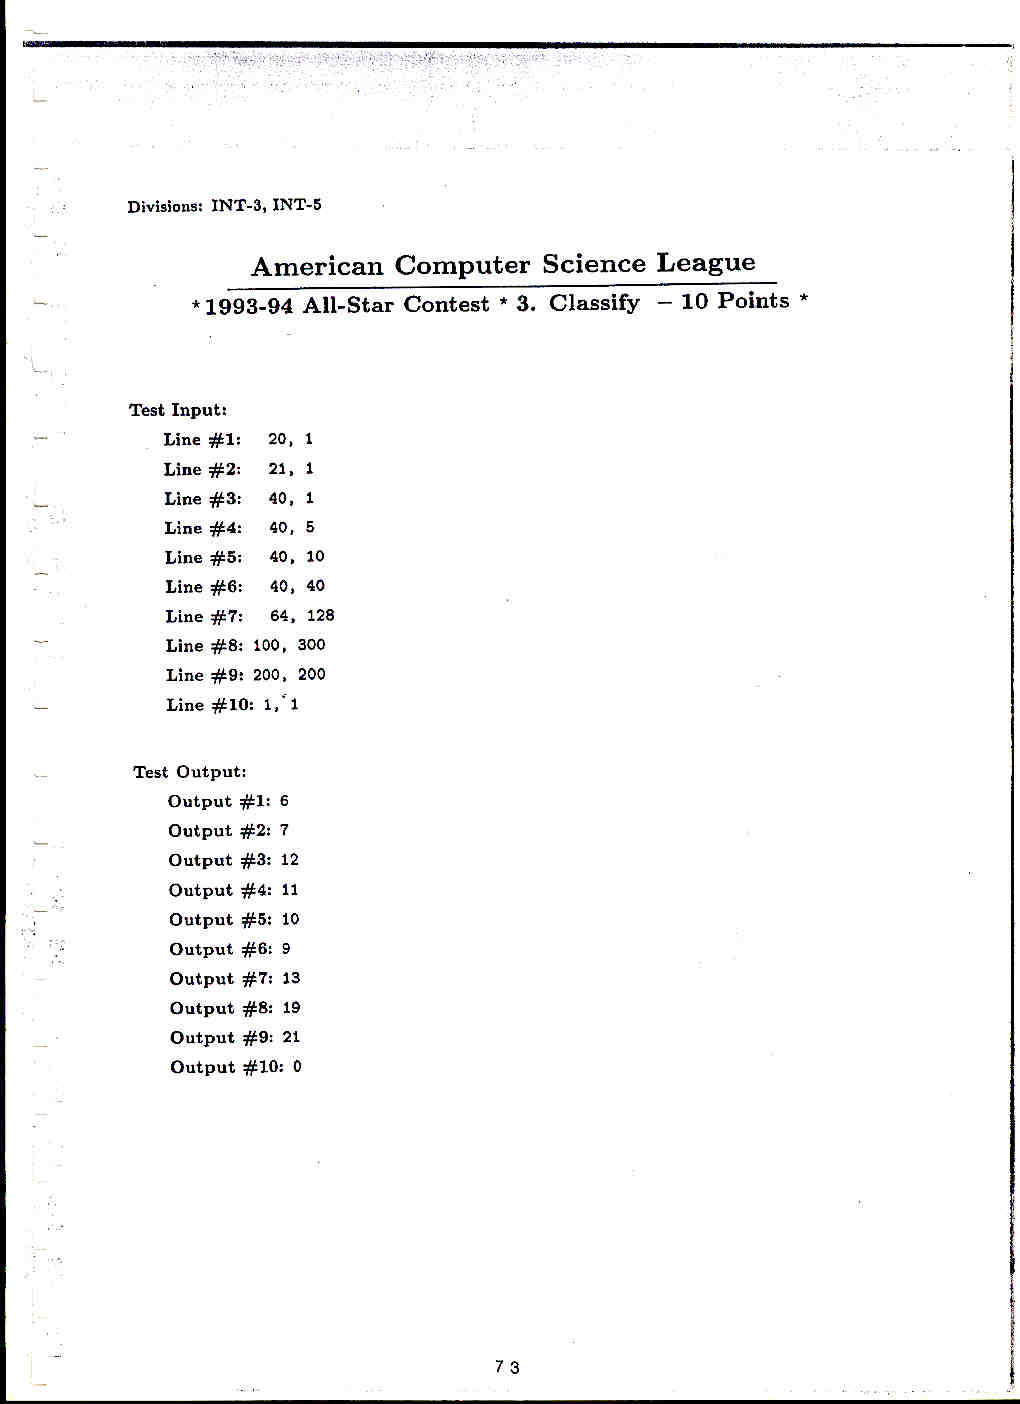 Divisions: INT-3, INT-5
American Computer Science League
* 1993-94 All-Star Contest * 3. Classify – 10 Points *
Test Input:
Line #1: 20, 1
Line #2: 21, 1
Line #3: 40, 1
Line #4: 40, 5
Line #5: 40, 10
Line #6: 40, 40
Line #7: 64, 128
Line #8: 100, 300
Line #9: 200, 200
Line #10: 1, 1
Test Output:
Output #1: 6
Output #2: 7
Output #3: 12
Output #4: 11
Output #5: 10
Output #6: 9
Output #7: 13
Output #8: 19
Output #9: 21
Output #10: 0
73